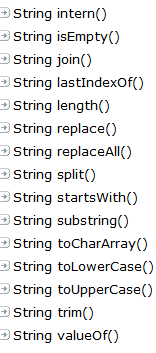 String intern()
String isEmpty()
String join()
String lastIndexOf()
String length()
String replace()
String replaceAll()
String split()
String startsWith()
String substring()
String toCharArray()
String toLowerCase()
String toUpperCase()
String trim()
String valueOf()